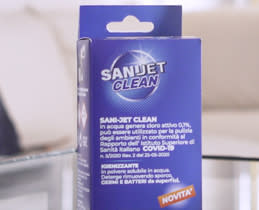 SANIJET
CLEAN
SANI-JET CLEAN
in acqua genera cloro attivo 0,1%,
può essere utilizzato per la pulizia
degli ambienti in conformità al
Rapporto dell'Istituto Superiore di
Sanità Italiano COVID-19
n. 5/2020 Rev. 2 del 25-05-2020
IGIENIZZANTE
in polvere solubile in acqua.
Deterge rimuovendo sporco,
GERMI E BATTERI da superfici.
NOVITA'